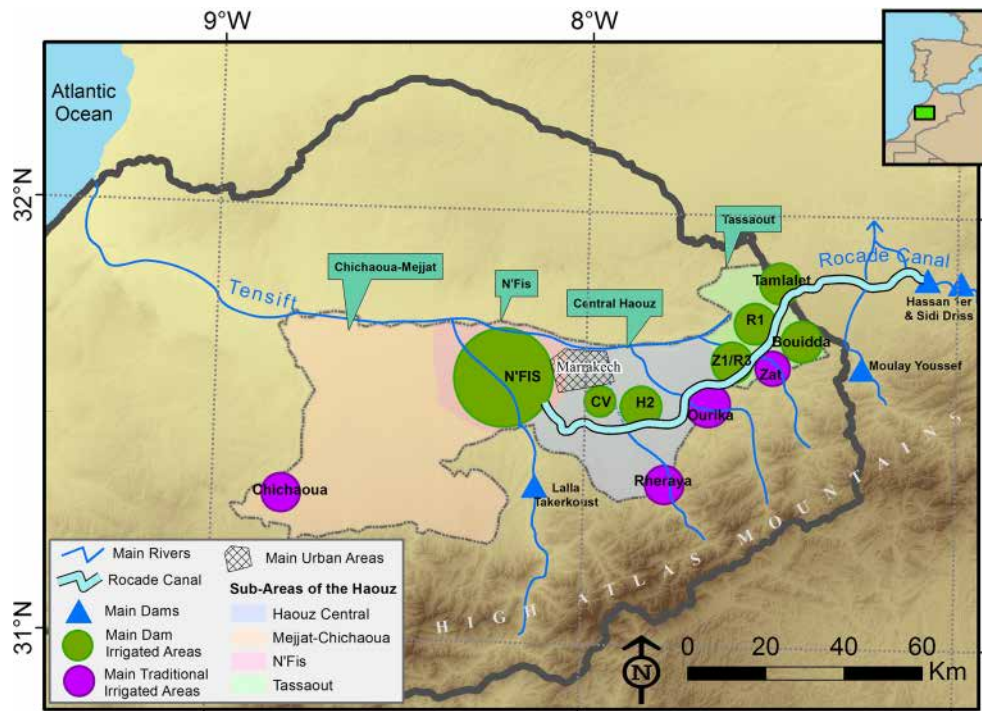 9°W
8°W
Atlantic
Ocean
32°N
31°N
Tassaout
Rocade Canal
Chichaoua-Mejjat
Tamlalet
N'Fis
Hassan 1er
& Sidi Driss
Tensift
Central Haouz
R1
Bouidda
Z1/R3
Marrakech
Zat
Moulay Youssef
N'FIS
CV
H2
Ourika
Chichaoua
Lalla
Takerkoust
Rheraya
HIGH ATLAS MOUNTAINS
Main Rivers
Rocade Canal
Main Dams
Main Dam
Irrigated Areas
Main Traditional
Irrigated Areas
Main Urban Areas
Sub-Areas of the Haouz
Haouz Central
Mejjat-Chichaoua
N'Fis
Tassaout
N
0 20 40 60
Km